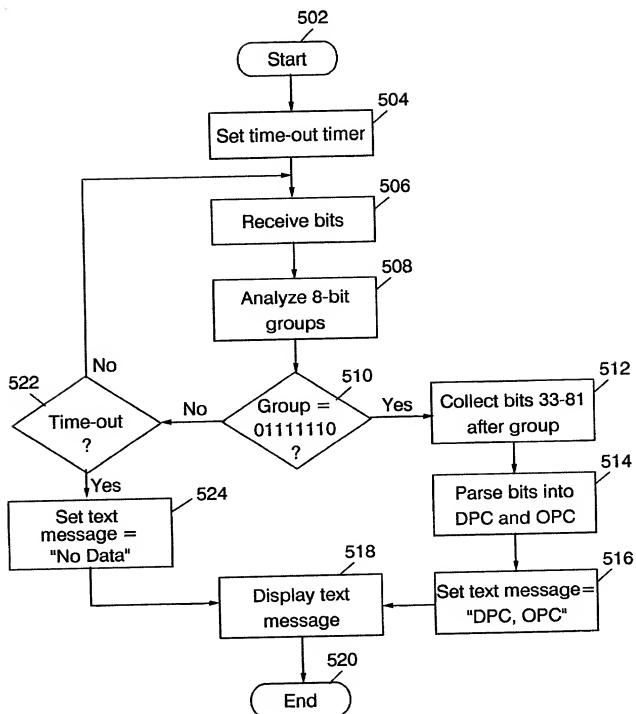 502
Start
504
Set time-out timer
506
Receive bits
508
Analyze 8-bit
groups
510
Group =
01111110
?
No
Yes
522
No
Time-out
?
Yes
512
Collect bits 33-81
after group
514
Parse bits into
DPC and OPC
516
Set text message=
"DPC, OPC"
524
Set text
message =
"No Data"
518
Display text
message
520
End